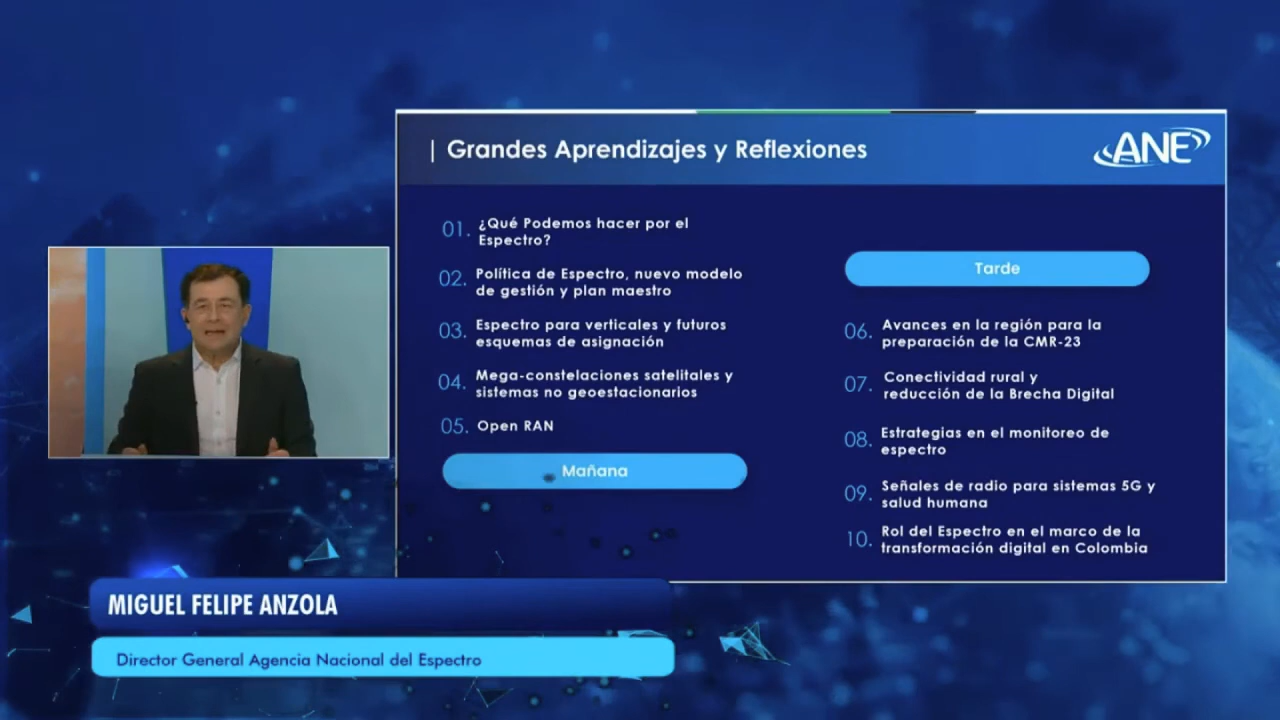 | Grandes Aprendizajes y Reflexiones
ANE
01. ¿Qué Podemos hacer por el
Espectro?
02. Política de Espectro, nuevo modelo
de gestión y plan maestro
03. Espectro para verticales y futuros
esquemas de asignación
04. Mega-constelaciones satelitales y
sistemas no geoestacionarios
05. Open RAN
Mañana
Tarde
06. Avances en la región para la
preparación de la CMR-23
07. Conectividad rural y
reducción de la Brecha Digital
08. Estrategias en el monitoreo de
espectro
09. Señales de radio para sistemas 5G y
salud humana
10. Rol del Espectro en el marco de la
transformación digital en Colombia
MIGUEL FELIPE ANZOLA
Director General Agencia Nacional del Espectro